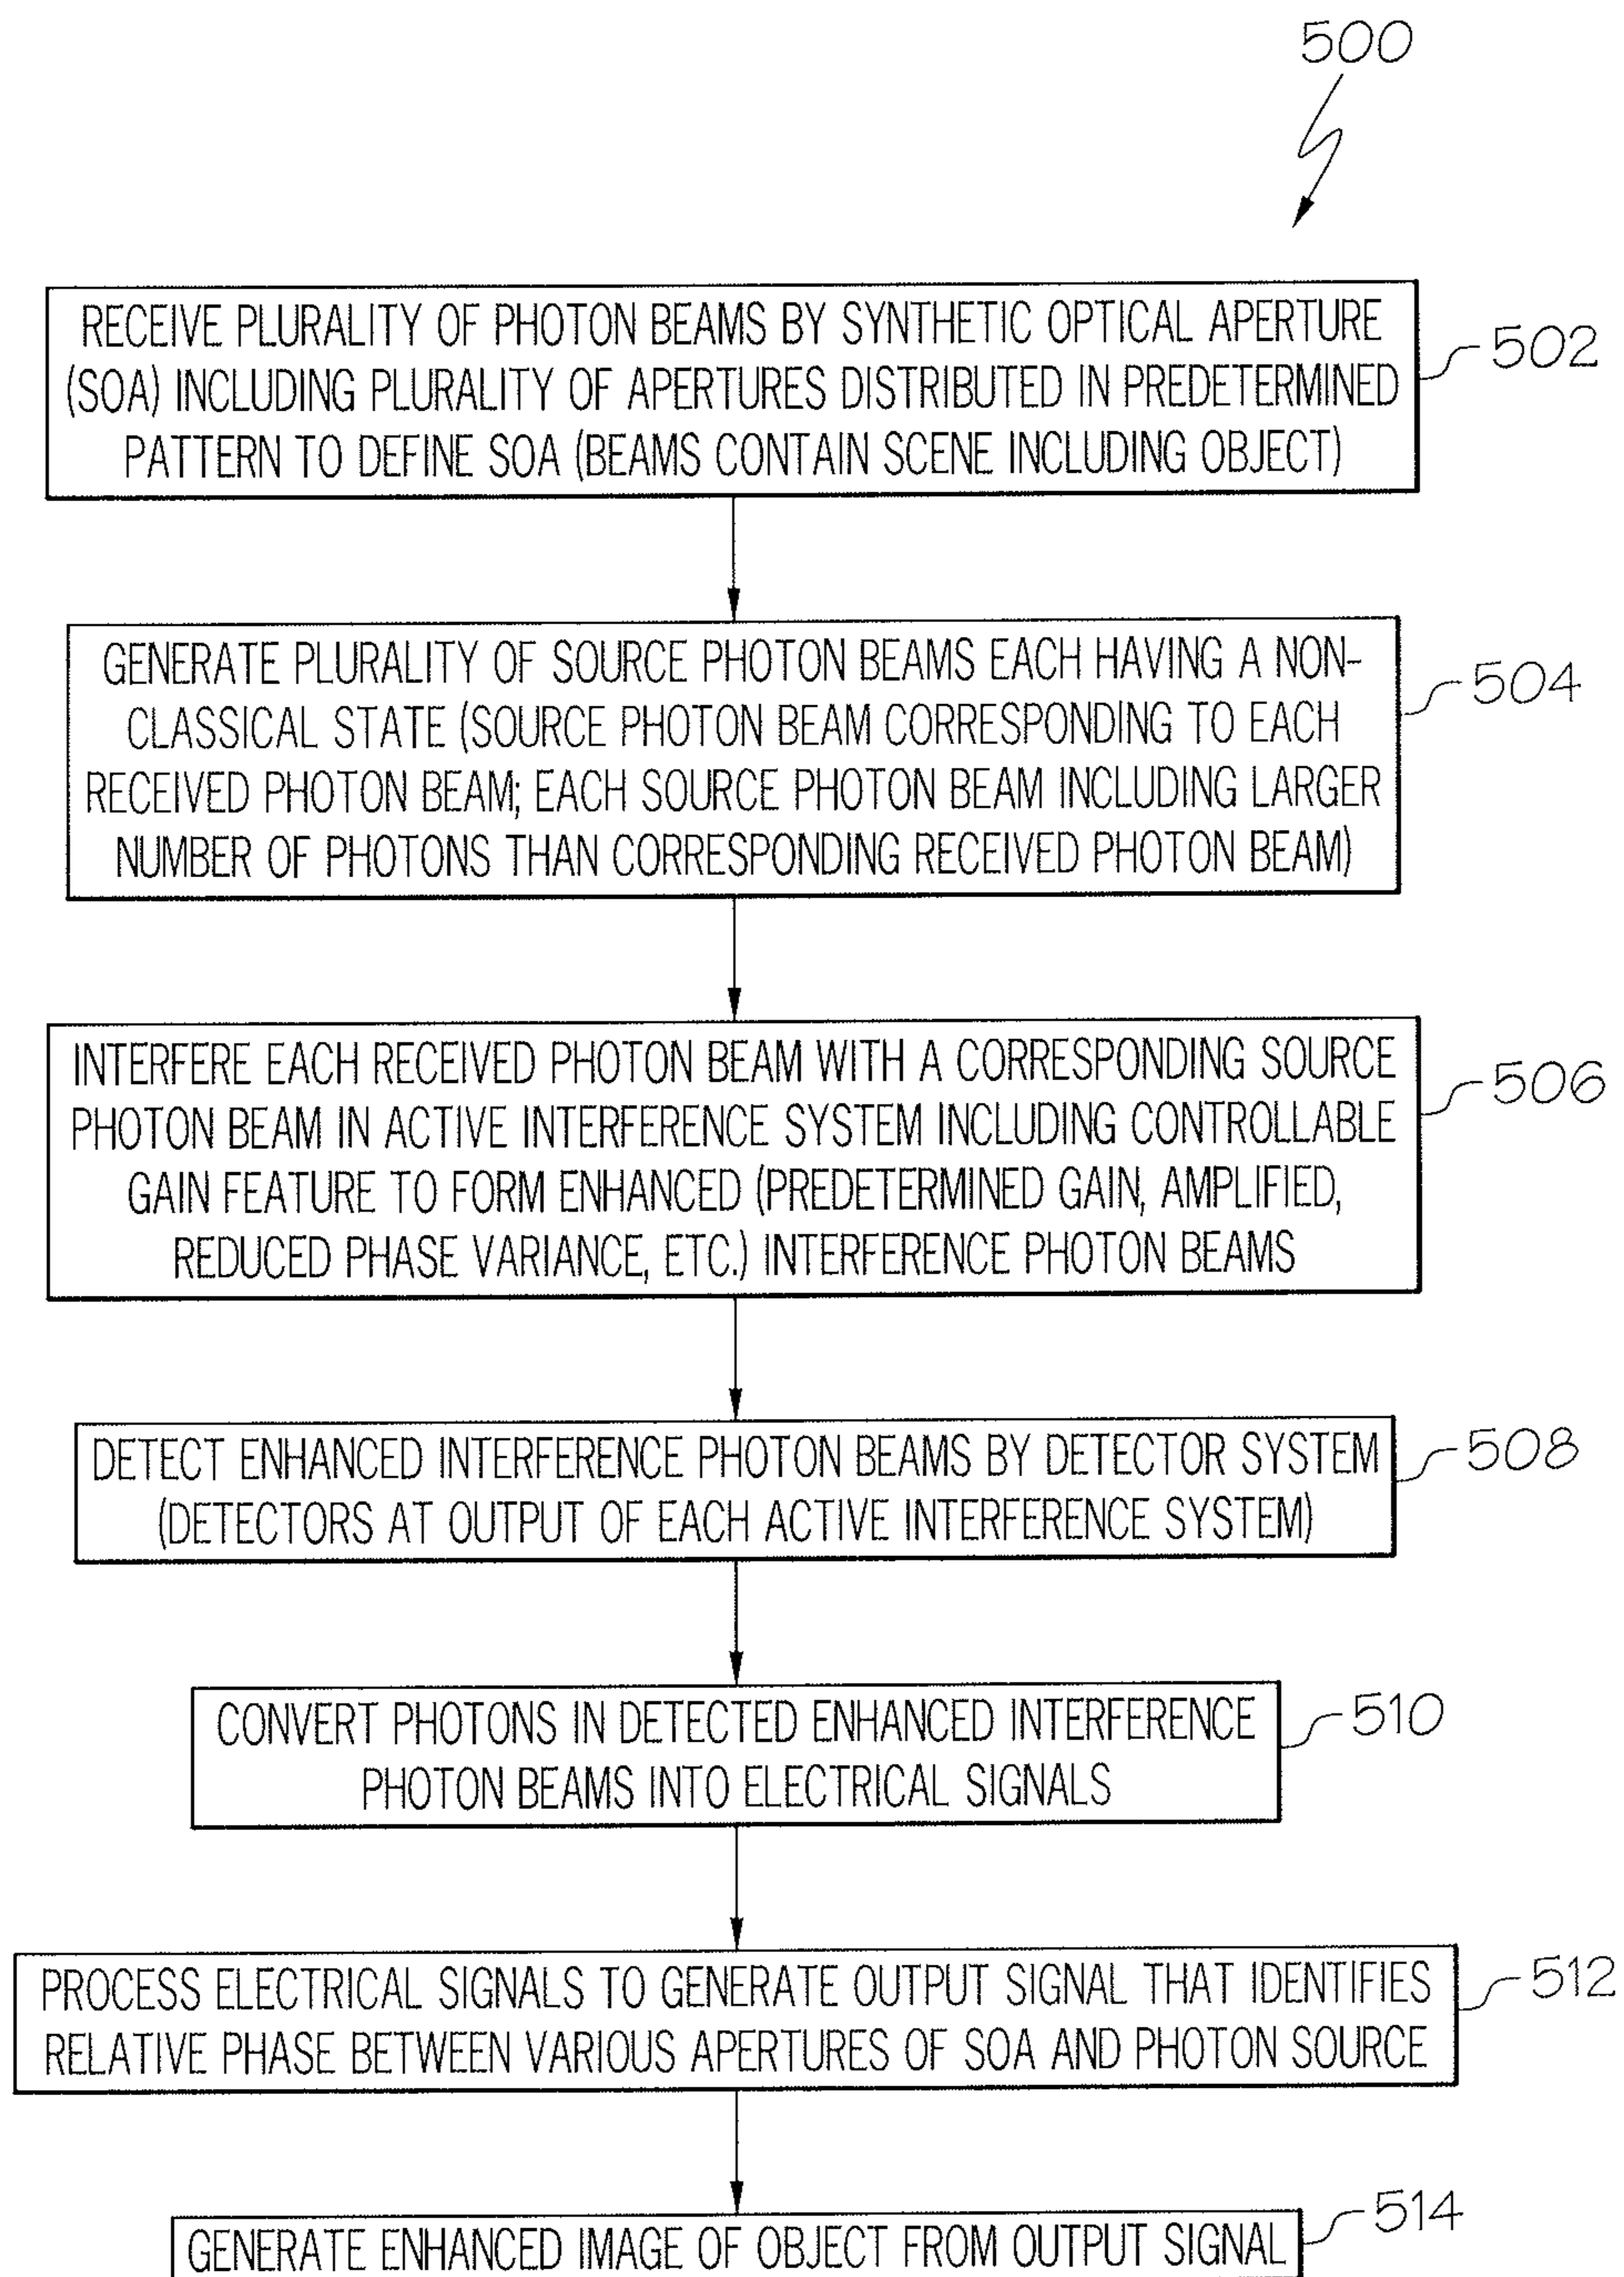 500
RECEIVE PLURALITY OF PHOTON BEAMS BY SYNTHETIC OPTICAL APERTURE
(SOA) INCLUDING PLURALITY OF APERTURES DISTRIBUTED IN PREDETERMINED
PATTERN TO DEFINE SOA (BEAMS CONTAIN SCENE INCLUDING OBJECT)
502
GENERATE PLURALITY OF SOURCE PHOTON BEAMS EACH HAVING A NON-
CLASSICAL STATE (SOURCE PHOTON BEAM CORRESPONDING TO EACH
RECEIVED PHOTON BEAM; EACH SOURCE PHOTON BEAM INCLUDING LARGER
NUMBER OF PHOTONS THAN CORRESPONDING RECEIVED PHOTON BEAM)
504
INTERFERE EACH RECEIVED PHOTON BEAM WITH A CORRESPONDING SOURCE
PHOTON BEAM IN ACTIVE INTERFERENCE SYSTEM INCLUDING CONTROLLABLE
GAIN FEATURE TO FORM ENHANCED (PREDETERMINED GAIN, AMPLIFIED,
REDUCED PHASE VARIANCE, ETC.) INTERFERENCE PHOTON BEAMS
506
DETECT ENHANCED INTERFERENCE PHOTON BEAMS BY DETECTOR SYSTEM
(DETECTORS AT OUTPUT OF EACH ACTIVE INTERFERENCE SYSTEM)
508
CONVERT PHOTONS IN DETECTED ENHANCED INTERFERENCE
PHOTON BEAMS INTO ELECTRICAL SIGNALS
510
PROCESS ELECTRICAL SIGNALS TO GENERATE OUTPUT SIGNAL THAT IDENTIFIES
RELATIVE PHASE BETWEEN VARIOUS APERTURES OF SOA AND PHOTON SOURCE
512
GENERATE ENHANCED IMAGE OF OBJECT FROM OUTPUT SIGNAL
514